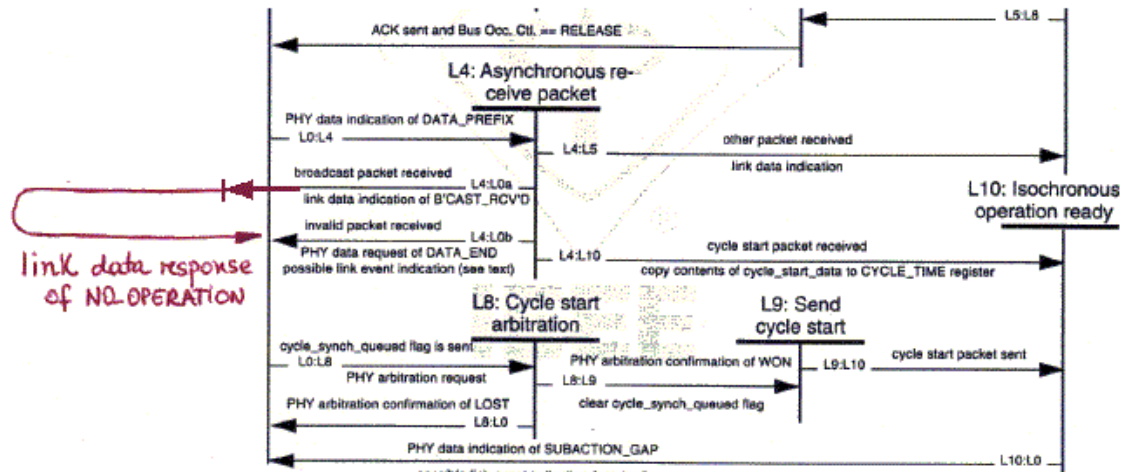 L5:L8
ACK sent and Bus Occ. Ctl. == RELEASE
L4: Asynchronous re-
ceive packet
PHY data indication of DATA_PREFIX
L0:L4
L4:L5
other packet received
link data indication
broadcast packet received
L4:L0a
link data indication of B'CAST_RCV'D
L10: Isochronous
operation ready
invalid packet received
L4:L0b
PHY data request of DATA_END
possible link event indication (see text)
L4:L10
cycle start packet received
copy contents of cycle_start_data to CYCLE_TIME register
link data response
of NO_OPERATION
L8: Cycle start
arbitration
L9: Send
cycle start
cycle_synch_queued flag is sent
L0:L8
PHY arbitration request
PHY arbitration confirmation of WON
L8:L9
clear cycle_synch_queued flag
L9:L10
cycle start packet sent
PHY arbitration confirmation of LOST
L8:L0
PHY data indication of SUBACTION_GAP
L10:L0